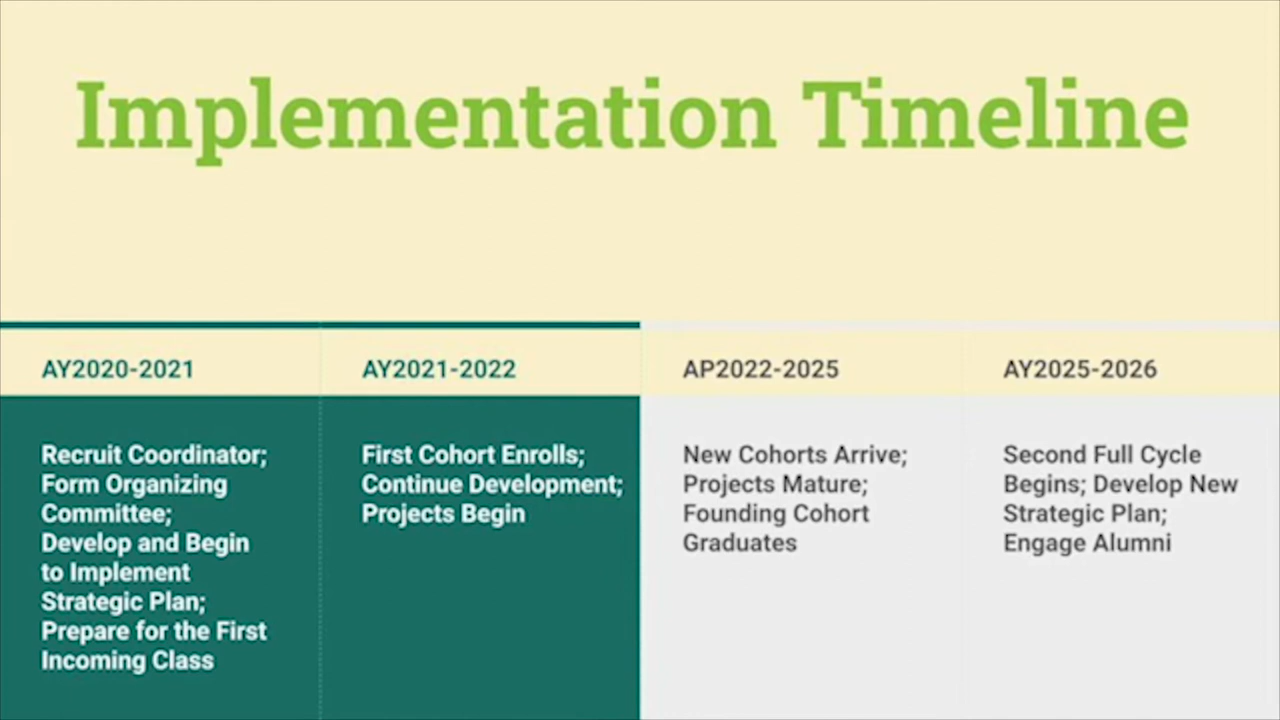 Implementation Timeline
AY2020-2021
Recruit Coordinator;
Form Organizing
Committee;
Develop and Begin
to Implement
Strategic Plan;
Prepare for the First
Incoming Class
AY2021-2022
First Cohort Enrolls;
Continue Development;
Projects Begin
AP2022-2025
New Cohorts Arrive;
Projects Mature;
Founding Cohort
Graduates
AY2025-2026
Second Full Cycle
Begins; Develop New
Strategic Plan;
Engage Alumni